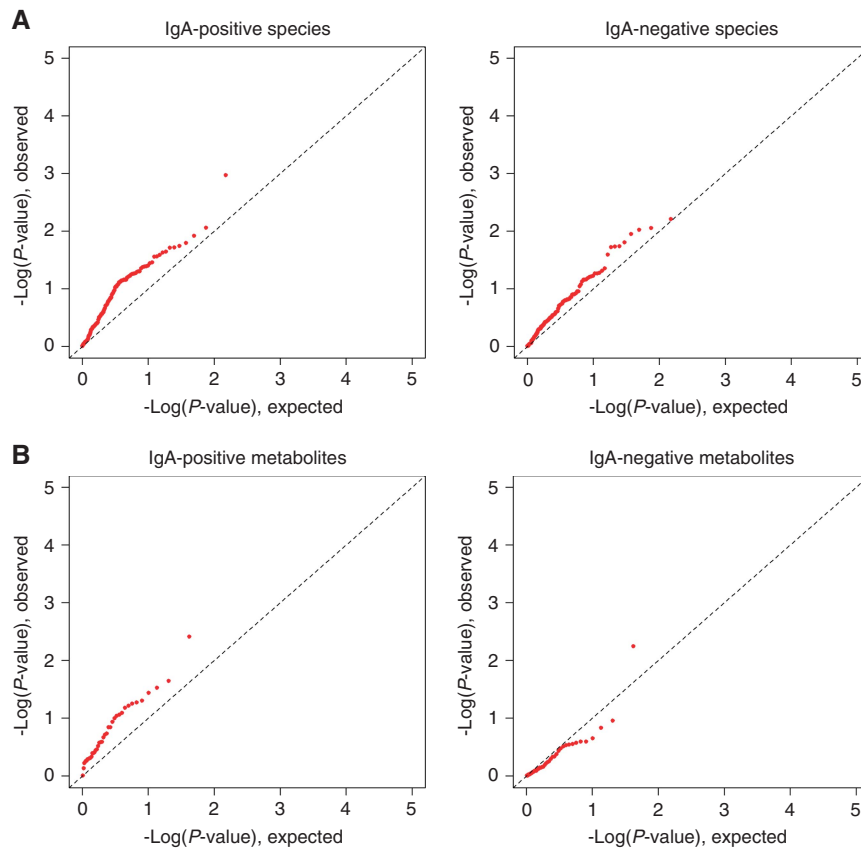 A
IgA-positive species
IgA-negative species
5
4
3
2
1
0
-Log(P-value), observed
0 1 2 3 4 5
-Log(P-value), expected
5
4
3
2
1
0
-Log(P-value), observed
0 1 2 3 4 5
-Log(P-value), expected
B
IgA-positive metabolites
IgA-negative metabolites
5
4
3
2
1
0
-Log(P-value), observed
0 1 2 3 4 5
-Log(P-value), expected
5
4
3
2
1
0
-Log(P-value), observed
0 1 2 3 4 5
-Log(P-value), expected